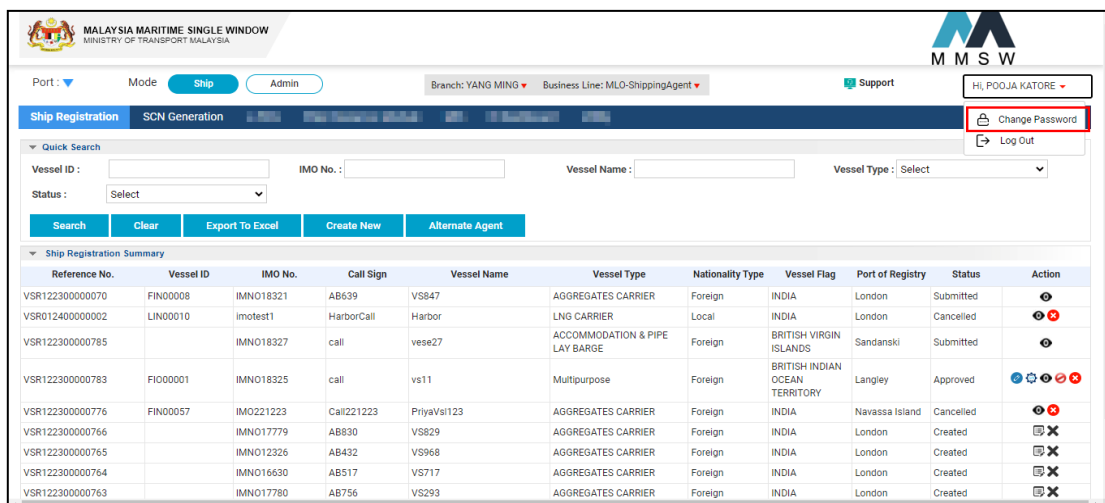 MALAYSIA MARITIME SINGLE WINDOW
MINISTRY OF TRANSPORT MALAYSIA
M M S W
Port : Mode Ship Admin Branch: YANG MING Business Line: MLO-ShippingAgent Support Hi, POOJA KATORE
Ship Registration SCN Generation
Change Password
Log Out
Quick Search
Vessel ID : IMO No. : Vessel Name : Vessel Type : Select
Status : Select
Search Clear Export To Excel Create New Alternate Agent
Ship Registration Summary
Reference No. Vessel ID IMO No. Call Sign Vessel Name Vessel Type Nationality Type Vessel Flag Port of Registry Status Action
VSR122300000070 FIN00008 IMNO18321 AB639 VS847 AGGREGATES CARRIER Foreign INDIA London Submitted
VSR012400000002 LIN00010 imotest1 HarborCall Harbor LNG CARRIER Local INDIA London Cancelled
VSR122300000785 IMNO18327 call vese27 ACCOMMODATION & PIPE LAY BARGE Foreign BRITISH VIRGIN ISLANDS Sandanski Submitted
VSR122300000783 FIO00001 IMNO18325 call vs11 Multipurpose Foreign BRITISH INDIAN OCEAN TERRITORY Langley Approved
VSR122300000776 FIN00057 IMO221223 Call221223 PriyaVsl123 AGGREGATES CARRIER Foreign INDIA Navassa Island Cancelled
VSR122300000766 IMNO17779 AB830 VS829 AGGREGATES CARRIER Foreign INDIA London Created
VSR122300000765 IMNO12326 AB432 VS968 AGGREGATES CARRIER Foreign INDIA London Created
VSR122300000764 IMNO16630 AB517 VS717 AGGREGATES CARRIER Foreign INDIA London Created
VSR122300000763 IMNO17780 AB756 VS293 AGGREGATES CARRIER Foreign INDIA London Created